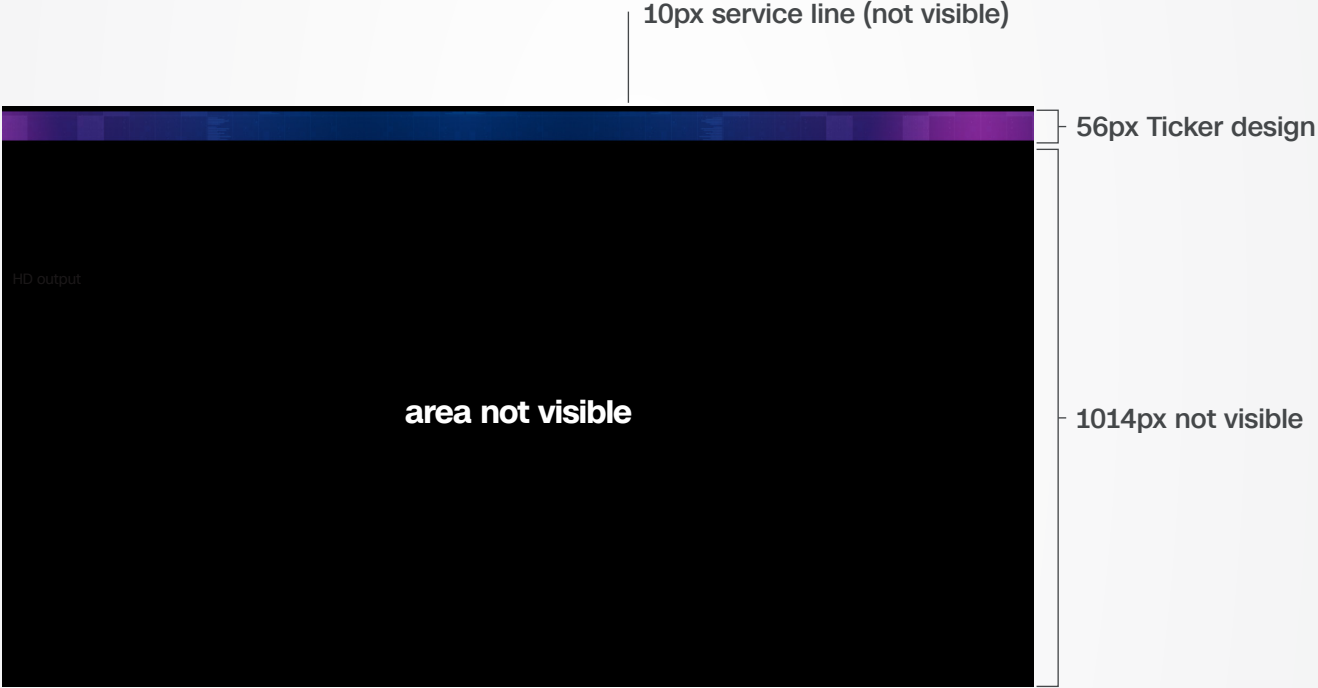 10px service line (not visible)
56px Ticker design
HD output
area not visible
1014px not visible